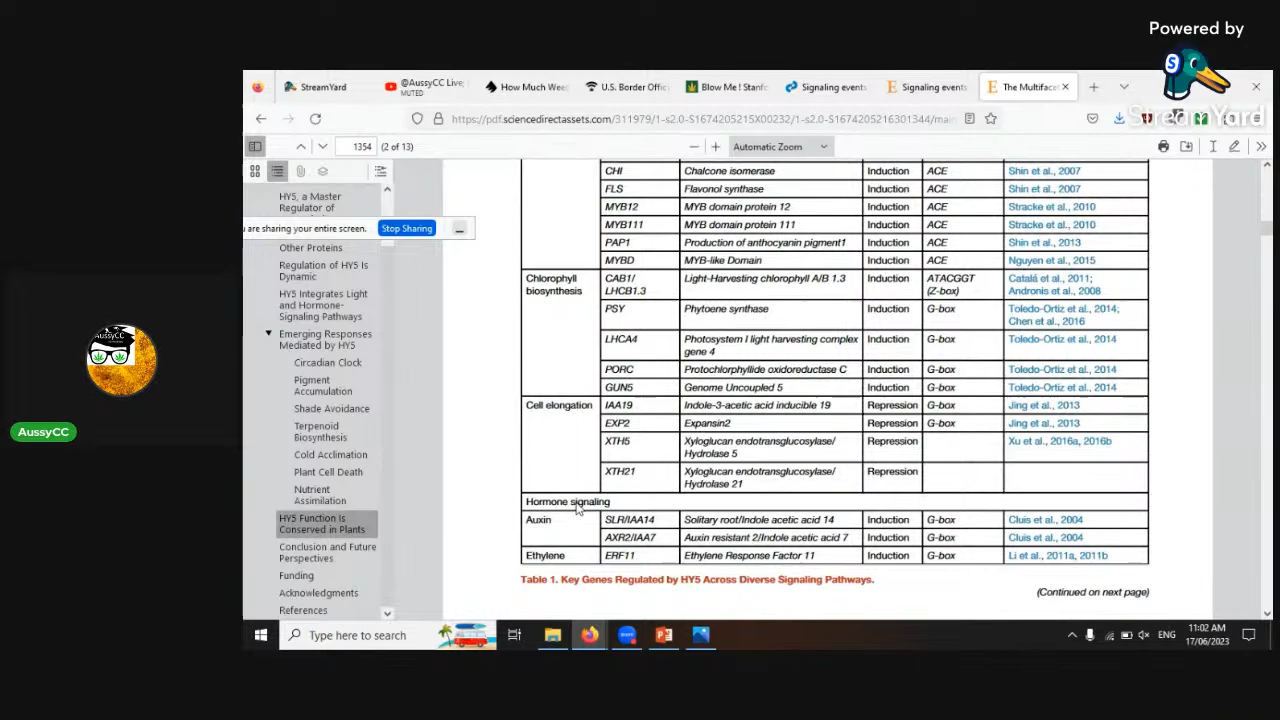 Powered by
StreamYard
StreamYard
@AussyCC Live
MUTED
How Much Wee
U.S. Border Offic
Blow Me ! Stanf
Signaling events
Signaling events
The Multiface
https://pdf.sciencedirectassets.com/311979/1-s2.0-S1674205215X00232/1-s2.0-S1674205216301344/main
1354
(2 of 13)
Automatic Zoom
HY5, a Master
Regulator of
u are sharing your entire screen.
Stop Sharing
Other Proteins
Regulation of HY5 Is
Dynamic
HY5 Integrates Light
and Hormone-
Signaling Pathways
Emerging Responses
Mediated by HY5
Circadian Clock
Pigment
Accumulation
Shade Avoidance
Terpenoid
Biosynthesis
Cold Acclimation
Plant Cell Death
Nutrient
Assimilation
HY5 Function Is
Conserved in Plants
Conclusion and Future
Perspectives
Funding
Acknowledgments
References
CHI Chalcone isomerase Induction ACE Shin et al., 2007
FLS Flavonol synthase Induction ACE Shin et al., 2007
MYB12 MYB domain protein 12 Induction ACE Stracke et al., 2010
MYB111 MYB domain protein 111 Induction ACE Stracke et al., 2010
PAP1 Production of anthocyanin pigment1 Induction ACE Shin et al., 2013
MYBD MYB-like Domain Induction ACE Nguyen et al., 2015
Chlorophyll CAB1/ Light-Harvesting chlorophyll A/B 1.3 Induction ATACGGT Catalá et al., 2011;
biosynthesis LHCB1.3 (Z-box) Andronis et al., 2008
PSY Phytoene synthase Induction G-box Toledo-Ortiz et al., 2014;
Chen et al., 2016
LHCA4 Photosystem I light harvesting complex Induction G-box Toledo-Ortiz et al., 2014
gene 4
PORC Protochlorophyllide oxidoreductase C Induction G-box Toledo-Ortiz et al., 2014
GUN5 Genome Uncoupled 5 Induction G-box Toledo-Ortiz et al., 2014
Cell elongation IAA19 Indole-3-acetic acid inducible 19 Repression G-box Jing et al., 2013
EXP2 Expansin2 Repression G-box Jing et al., 2013
XTH5 Xyloglucan endotransglucosylase/ Repression Xu et al., 2016a, 2016b
Hydrolase 5
XTH21 Xyloglucan endotransglucosylase/ Repression
Hydrolase 21
Hormone signaling
Auxin SLR/IAA14 Solitary root/Indole acetic acid 14 Induction G-box Cluis et al., 2004
AXR2/IAA7 Auxin resistant 2/Indole acetic acid 7 Induction G-box Cluis et al., 2004
Ethylene ERF11 Ethylene Response Factor 11 Induction G-box Li et al., 2011a, 2011b
Table 1. Key Genes Regulated by HY5 Across Diverse Signaling Pathways.
(Continued on next page)
AussyCC
AussyCC
Type here to search
zoom
ENG
11:02 AM
17/06/2023